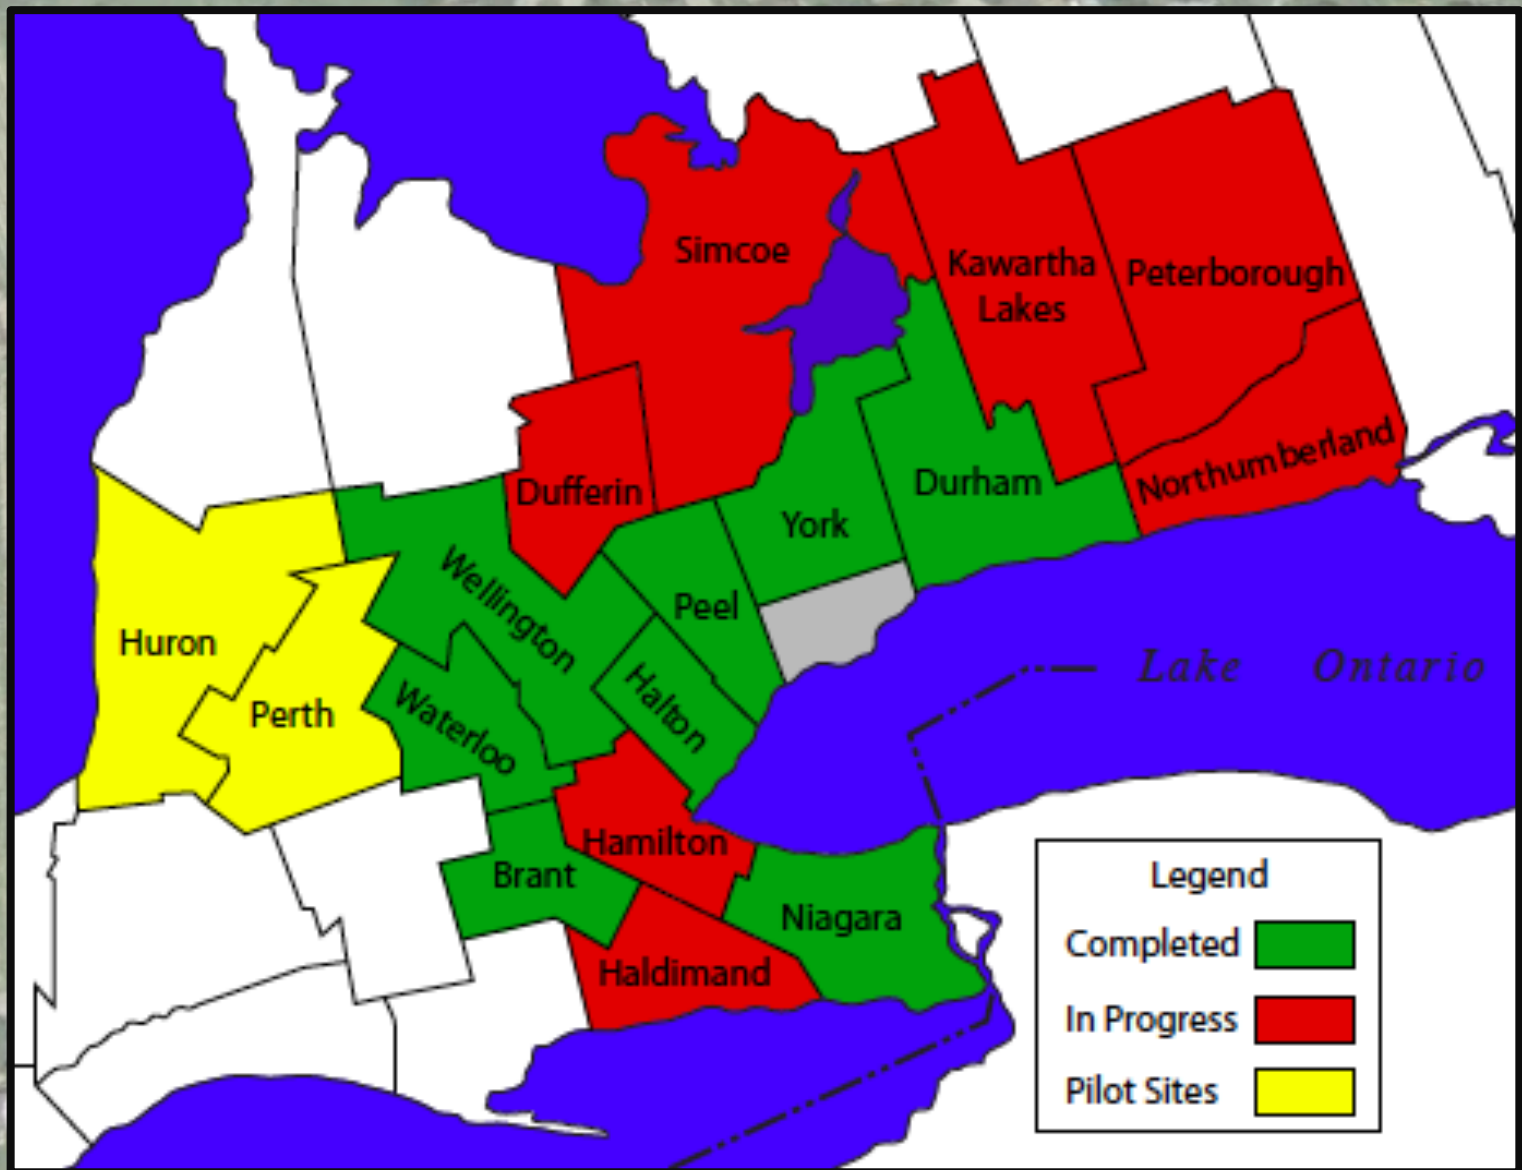 Simcoe
Kawartha
Lakes
Peterborough
Northumberland
Dufferin
Durham
York
Wellington
Peel
Huron
Halton
Perth
Waterloo
Lake Ontario
Hamilton
Brant
Niagara
Haldimand
Legend
Completed
In Progress
Pilot Sites